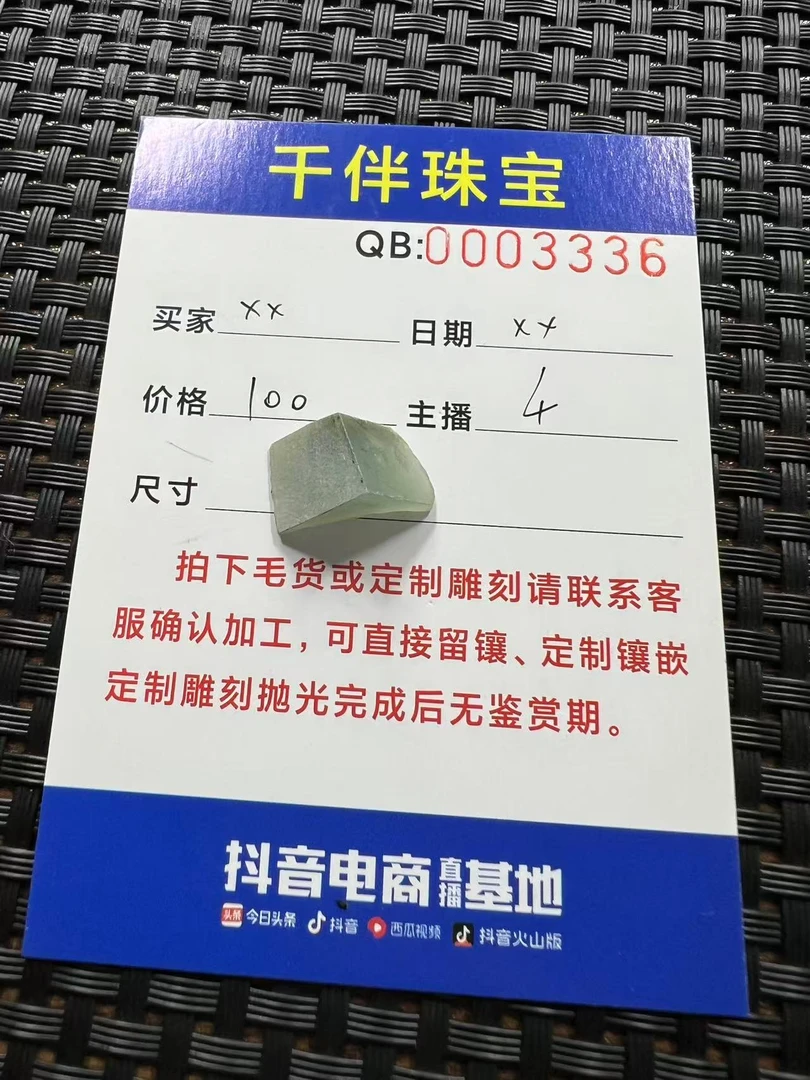 千伴珠宝
QB:0003336
买家 xx 日期 xx
价格 100 主播 4
尺寸
拍下毛货或定制雕刻请联系客
服确认加工，可直接留镶、定制镶嵌
定制雕刻抛光完成后无鉴赏期。
抖音电商直播基地
头条 今日头条 抖音 西瓜视频 抖音火山版